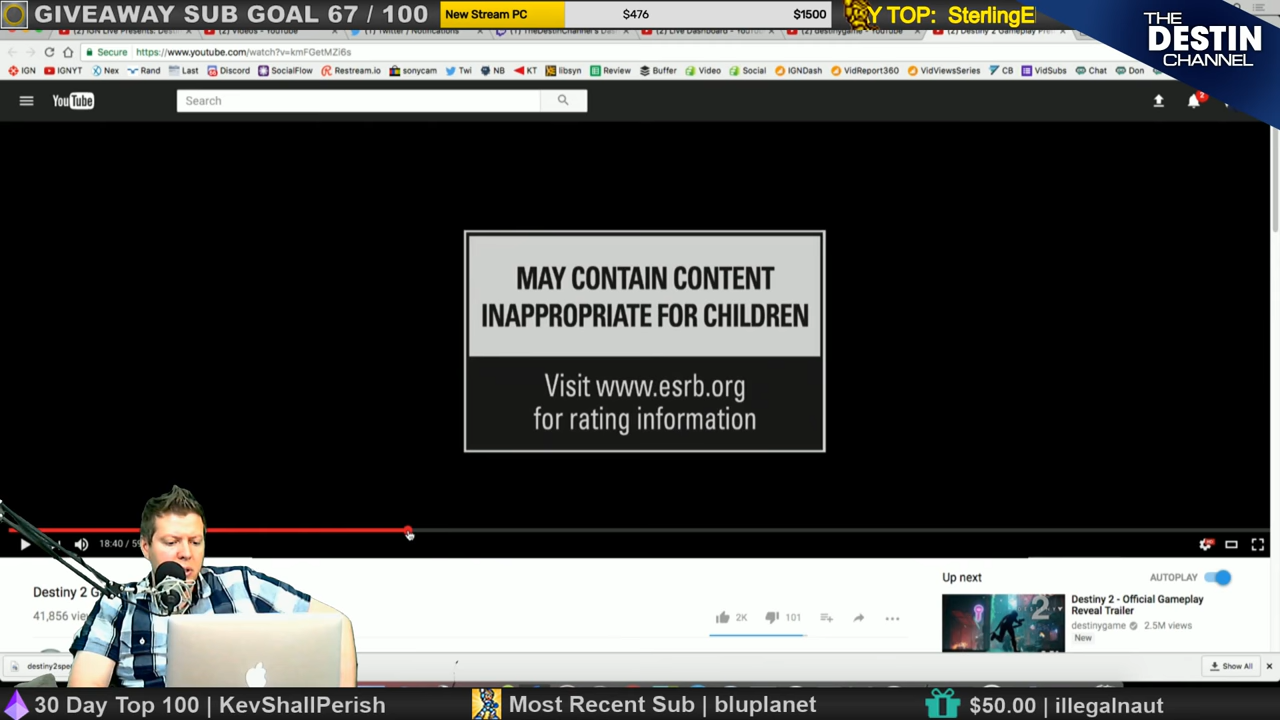 GIVEAWAY SUB GOAL 67 / 100
New Stream PC $476 $1500
Y TOP: SterlingE
THE DESTIN CHANNEL
Secure https://www.youtube.com/watch?v=kmFGetMZi6s
IGN IGNYT Nex Rand Last Discord SocialFlow Restream.io sonycam Twi NB KT libsyn Review Buffer Video Social IGNDash VidReport360 VidViewsSeries CB VidSubs Chat Don
YouTube Search 2
MAY CONTAIN CONTENT
INAPPROPRIATE FOR CHILDREN
Visit www.esrb.org
for rating information
18:40 / 59
Destiny 2 G
41,856 vie
2K 101
Up next AUTOPLAY
Destiny 2 - Official Gameplay
Reveal Trailer
destinygame 2.5M views
New
destiny2spe
Show All
30 Day Top 100 | KevShallPerish
Most Recent Sub | bluplanet
$50.00 | illegalnaut